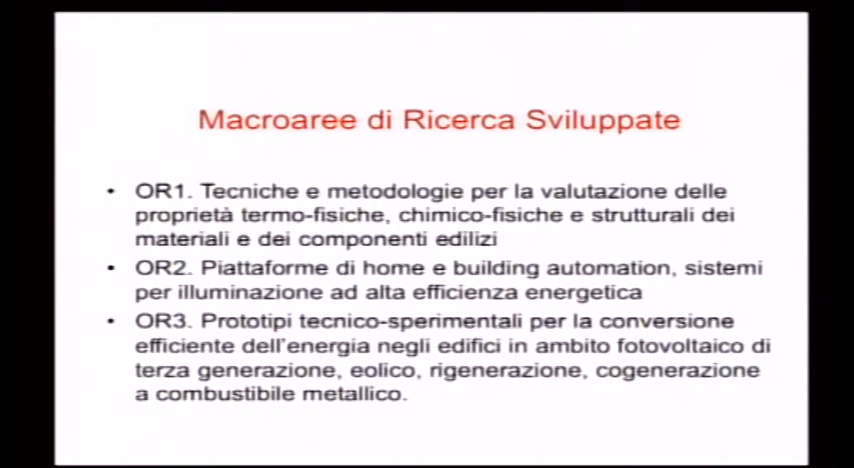 Macroaree di Ricerca Sviluppate
• OR1. Tecniche e metodologie per la valutazione delle
proprietà termo-fisiche, chimico-fisiche e strutturali dei
materiali e dei componenti edilizi
• OR2. Piattaforme di home e building automation, sistemi
per illuminazione ad alta efficienza energetica
• OR3. Prototipi tecnico-sperimentali per la conversione
efficiente dell'energia negli edifici in ambito fotovoltaico di
terza generazione, eolico, rigenerazione, cogenerazione
a combustibile metallico.